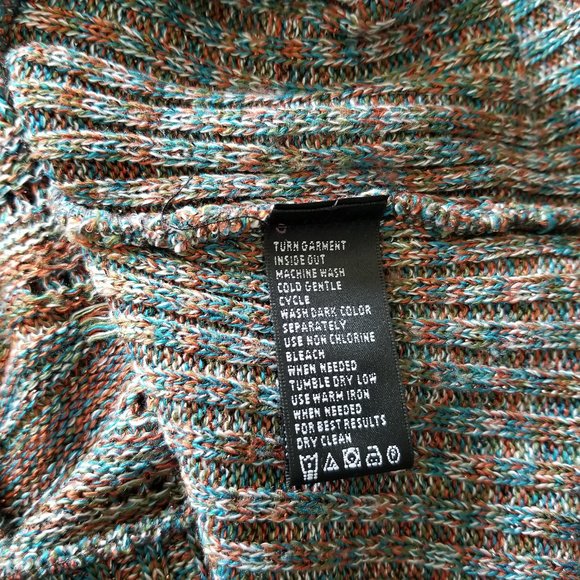 TURN GARMENT
INSIDE OUT
MACHINE WASH
COLD GENTLE
CYCLE
WASH DARK COLOR
SEPARATELY
USE NON CHLORINE
BLEACH
WHEN NEEDED
TUMBLE DRY LOW
USE WARM IRON
WHEN NEEDED
FOR BEST RESULTS
DRY CLEAN